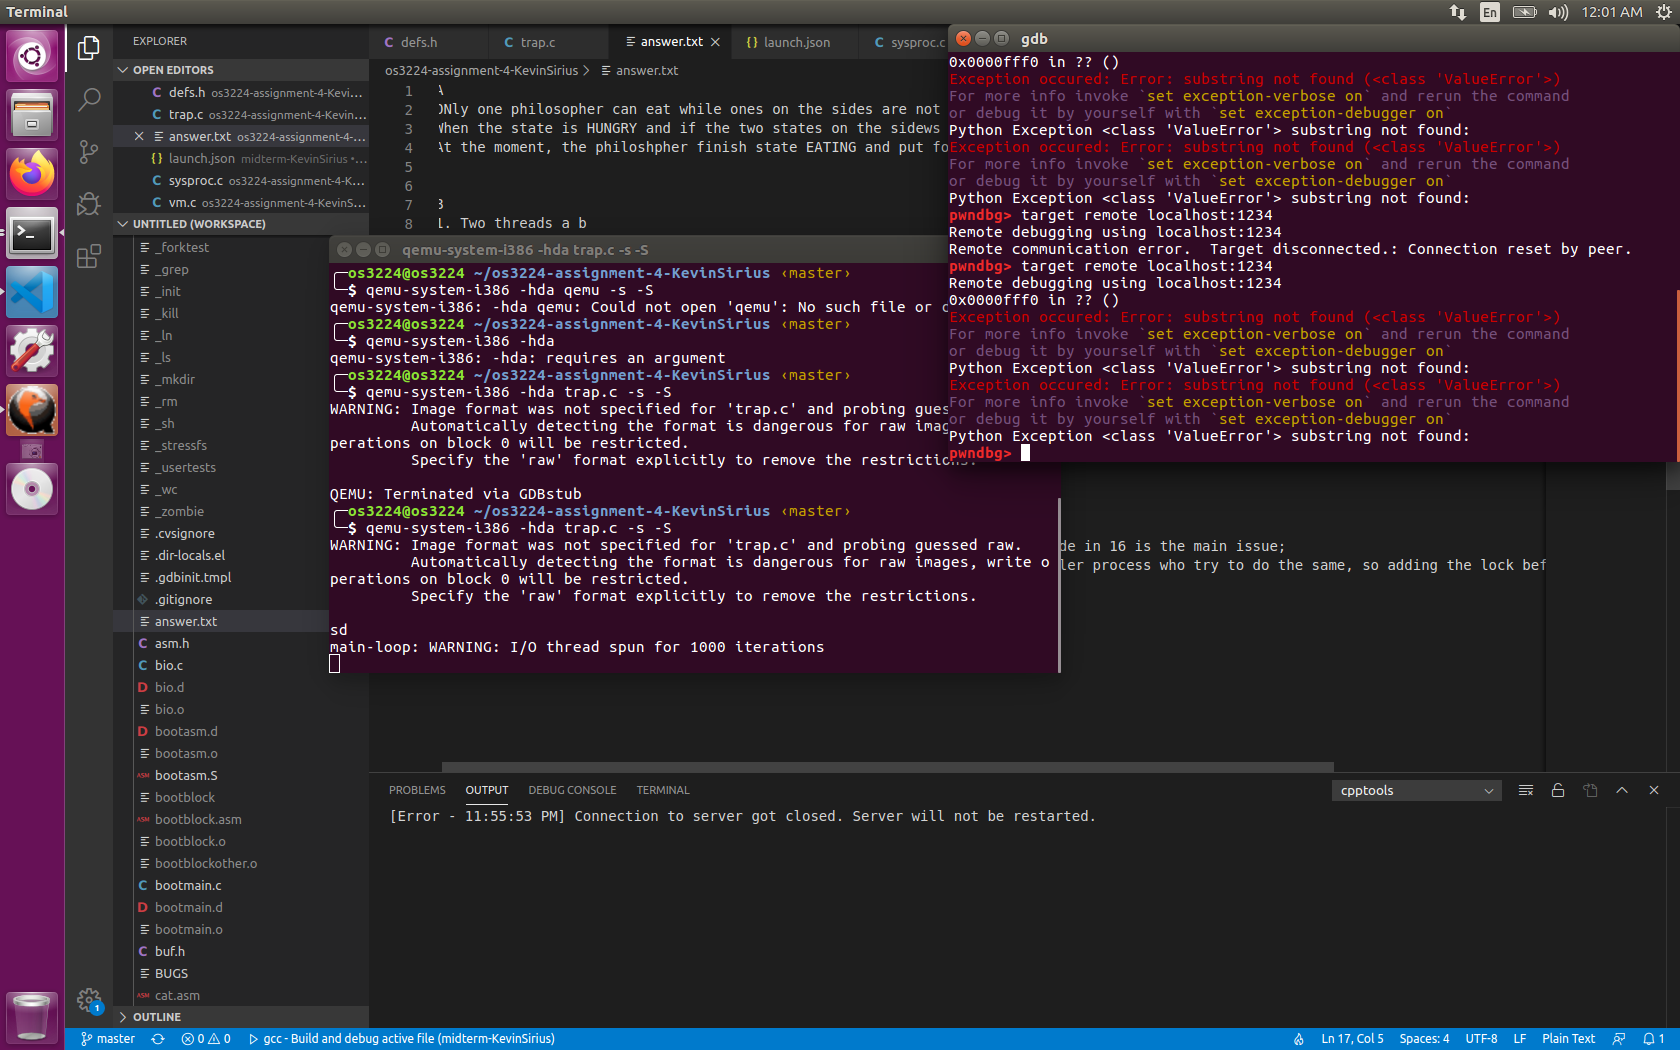 Terminal
En
12:01 AM
EXPLORER
OPEN EDITORS
C defs.h os3224-assignment-4-Kevi...
C trap.c os3224-assignment-4-Kevin...
answer.txt os3224-assignment-4-...
{} launch.json midterm-KevinSirius •...
C sysproc.c os3224-assignment-4-K...
C vm.c os3224-assignment-4-KevinS...
UNTITLED (WORKSPACE)
_forktest
_grep
_init
_kill
_ln
_ls
_mkdir
_rm
_sh
_stressfs
_usertests
_wc
_zombie
.cvsignore
.dir-locals.el
.gdbinit.tmpl
.gitignore
answer.txt
C asm.h
C bio.c
D bio.d
bio.o
D bootasm.d
bootasm.o
ASM bootasm.S
bootblock
ASM bootblock.asm
bootblock.o
bootblockother.o
C bootmain.c
D bootmain.d
bootmain.o
C buf.h
BUGS
ASM cat.asm
OUTLINE
C defs.h
C trap.c
answer.txt
{} launch.json
C sysproc.c
os3224-assignment-4-KevinSirius > answer.txt
1 A
2 ONly one philosopher can eat while ones on the sides are not
3 When the state is HUNGRY and if the two states on the sidews
4 At the moment, the philoshpher finish state EATING and put fo
5
6
7 B
8 1. Two threads a b
de in 16 is the main issue;
ler process who try to do the same, so adding the lock bef
qemu-system-i386 -hda trap.c -s -S
os3224@os3224 ~/os3224-assignment-4-KevinSirius ‹master›
$ qemu-system-i386 -hda qemu -s -S
qemu-system-i386: -hda qemu: Could not open 'qemu': No such file or
os3224@os3224 ~/os3224-assignment-4-KevinSirius ‹master›
$ qemu-system-i386 -hda
qemu-system-i386: -hda: requires an argument
os3224@os3224 ~/os3224-assignment-4-KevinSirius ‹master›
$ qemu-system-i386 -hda trap.c -s -S
WARNING: Image format was not specified for 'trap.c' and probing gues
Automatically detecting the format is dangerous for raw imag
perations on block 0 will be restricted.
Specify the 'raw' format explicitly to remove the restrictions.
QEMU: Terminated via GDBstub
os3224@os3224 ~/os3224-assignment-4-KevinSirius ‹master›
$ qemu-system-i386 -hda trap.c -s -S
WARNING: Image format was not specified for 'trap.c' and probing guessed raw.
Automatically detecting the format is dangerous for raw images, write o
perations on block 0 will be restricted.
Specify the 'raw' format explicitly to remove the restrictions.
sd
main-loop: WARNING: I/O thread spun for 1000 iterations
gdb
0x0000fff0 in ?? ()
Exception occured: Error: substring not found (<class 'ValueError'>)
For more info invoke `set exception-verbose on` and rerun the command
or debug it by yourself with `set exception-debugger on`
Python Exception <class 'ValueError'> substring not found:
Exception occured: Error: substring not found (<class 'ValueError'>)
For more info invoke `set exception-verbose on` and rerun the command
or debug it by yourself with `set exception-debugger on`
Python Exception <class 'ValueError'> substring not found:
pwndbg> target remote localhost:1234
Remote debugging using localhost:1234
Remote communication error.  Target disconnected.: Connection reset by peer.
pwndbg> target remote localhost:1234
Remote debugging using localhost:1234
0x0000fff0 in ?? ()
Exception occured: Error: substring not found (<class 'ValueError'>)
For more info invoke `set exception-verbose on` and rerun the command
or debug it by yourself with `set exception-debugger on`
Python Exception <class 'ValueError'> substring not found:
Exception occured: Error: substring not found (<class 'ValueError'>)
For more info invoke `set exception-verbose on` and rerun the command
or debug it by yourself with `set exception-debugger on`
Python Exception <class 'ValueError'> substring not found:
pwndbg>
PROBLEMS OUTPUT DEBUG CONSOLE TERMINAL
cpptools
[Error - 11:55:53 PM] Connection to server got closed. Server will not be restarted.
1
master
0 0
gcc - Build and debug active file (midterm-KevinSirius)
Ln 17, Col 5 Spaces: 4 UTF-8 LF Plain Text 1